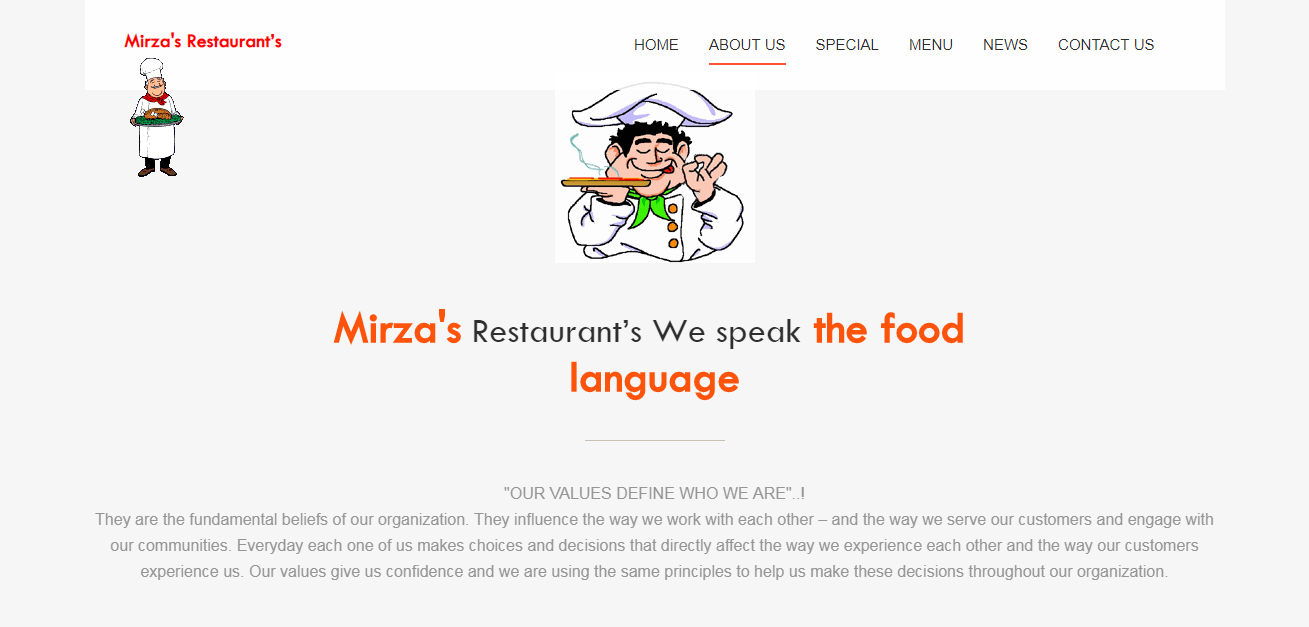 Mirza's Restaurant’s
HOME ABOUT US SPECIAL MENU NEWS CONTACT US
Mirza's Restaurant’s We speak the food
language
"OUR VALUES DEFINE WHO WE ARE"..!
They are the fundamental beliefs of our organization. They influence the way we work with each other – and the way we serve our customers and engage with
our communities. Everyday each one of us makes choices and decisions that directly affect the way we experience each other and the way our customers
experience us. Our values give us confidence and we are using the same principles to help us make these decisions throughout our organization.